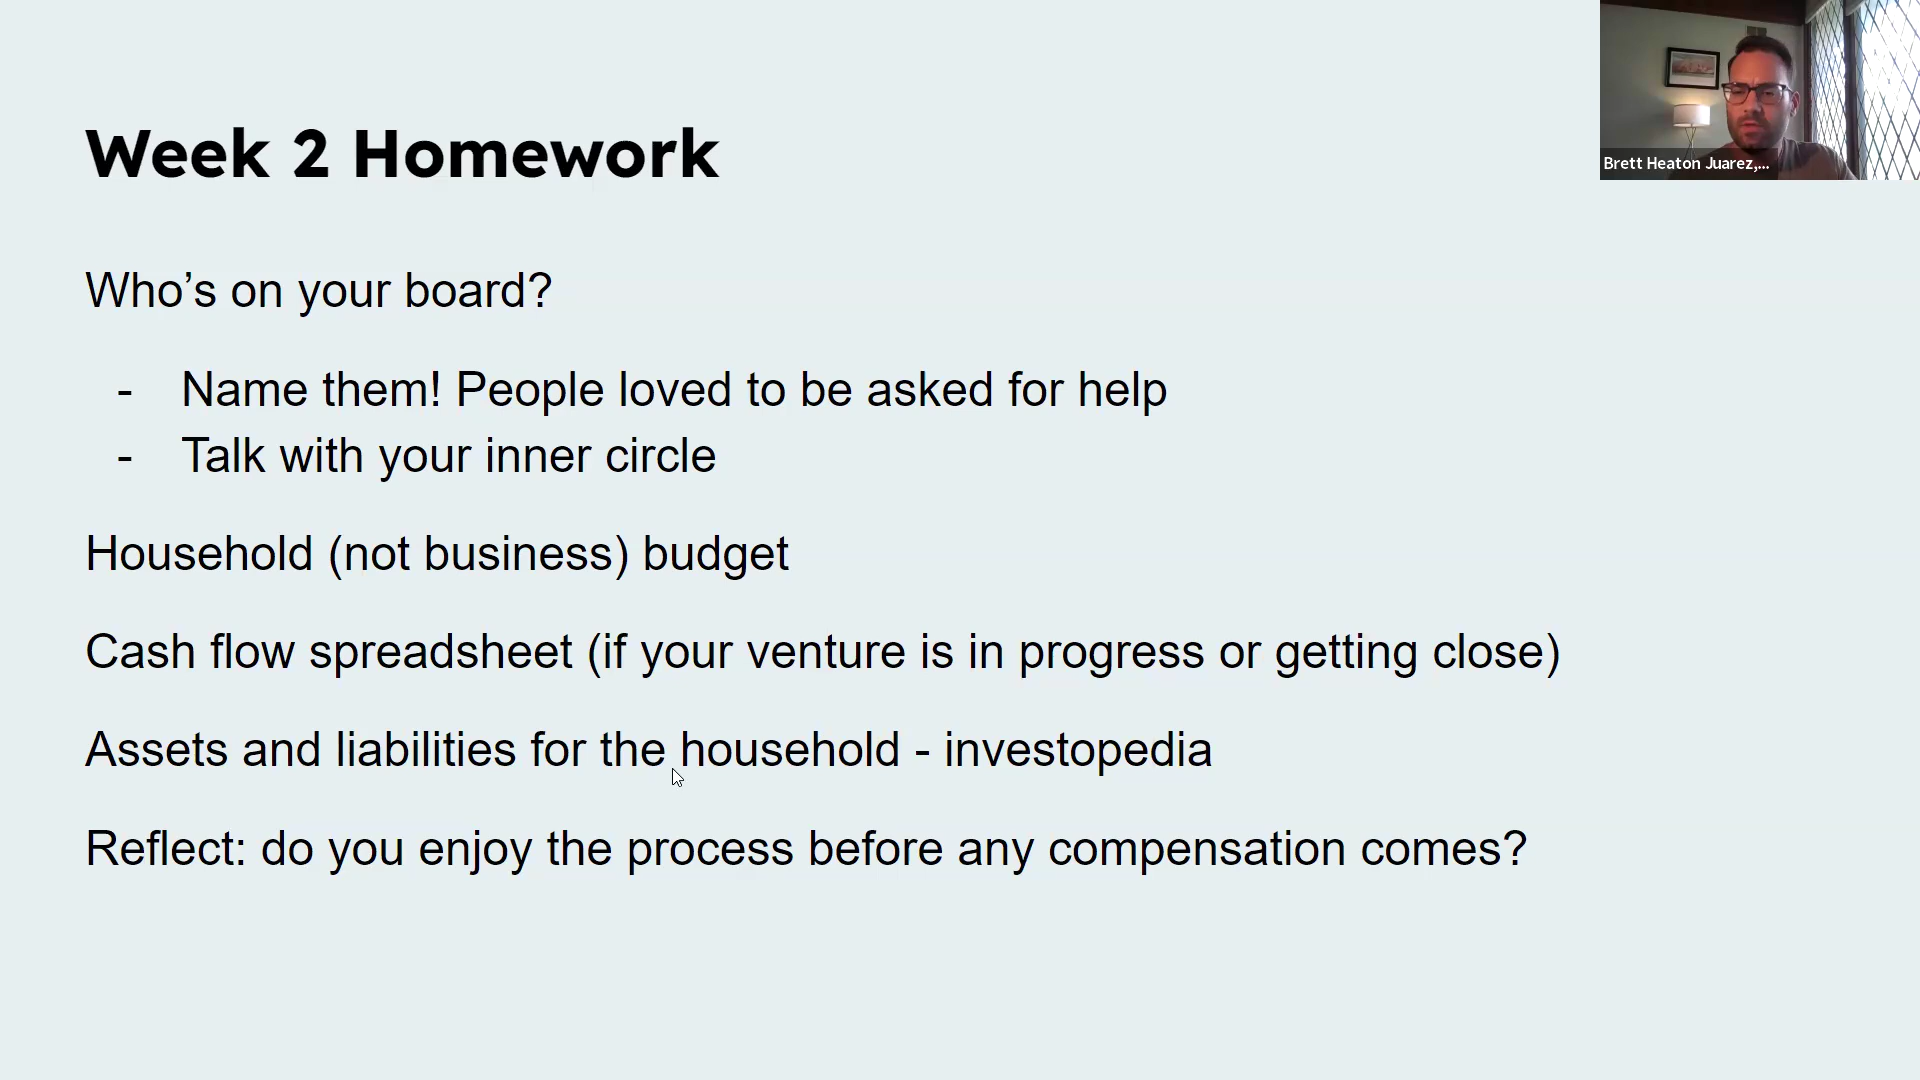 Week 2 Homework
Brett Heaton Juarez,...
Who’s on your board?
- Name them! People loved to be asked for help
- Talk with your inner circle
Household (not business) budget
Cash flow spreadsheet (if your venture is in progress or getting close)
Assets and liabilities for the household - investopedia
Reflect: do you enjoy the process before any compensation comes?